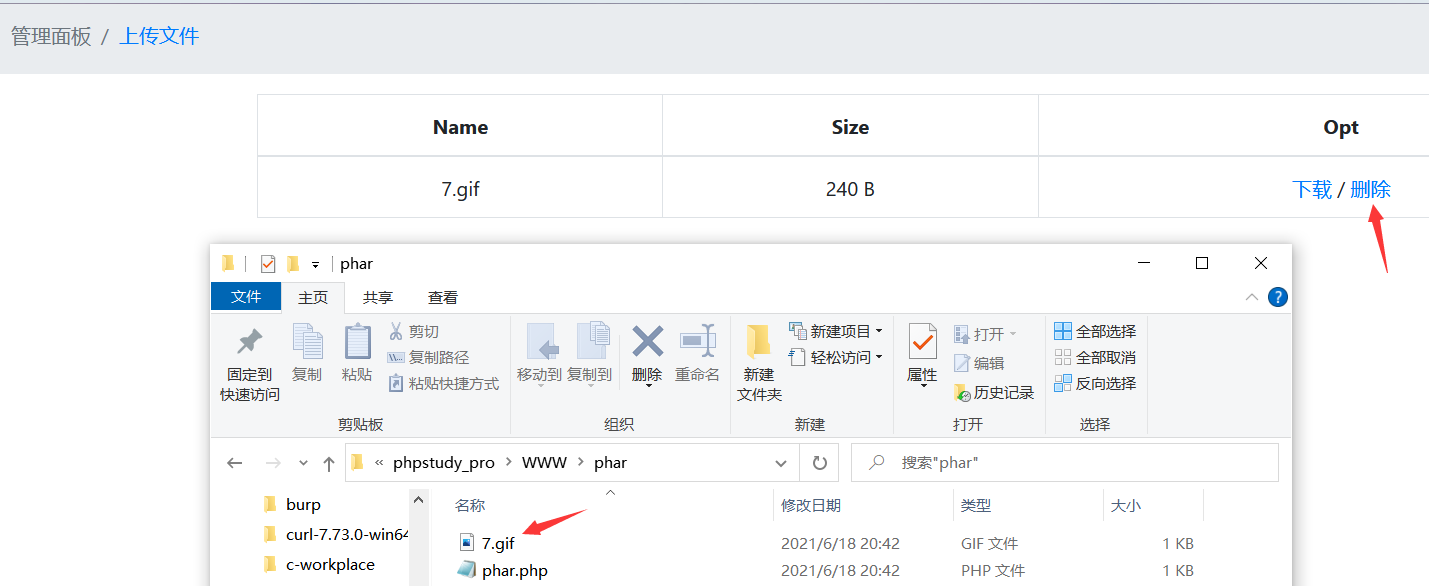 管理面板 / 上传文件
Name Size Opt
7.gif 240 B 下载 / 删除
phar
文件 主页 共享 查看
固定到 快速访问
复制
粘贴
剪切
复制路径
粘贴快捷方式
剪贴板
移动到 复制到 删除 重命名
组织
新建 文件夹
新建项目
轻松访问
新建
属性
打开
编辑
历史记录
打开
全部选择
全部取消
反向选择
选择
« phpstudy_pro > WWW > phar
搜索"phar"
burp
curl-7.73.0-win64
c-workplace
名称 修改日期 类型 大小
7.gif 2021/6/18 20:42 GIF 文件 1 KB
phar.php 2021/6/18 20:42 PHP 文件 1 KB